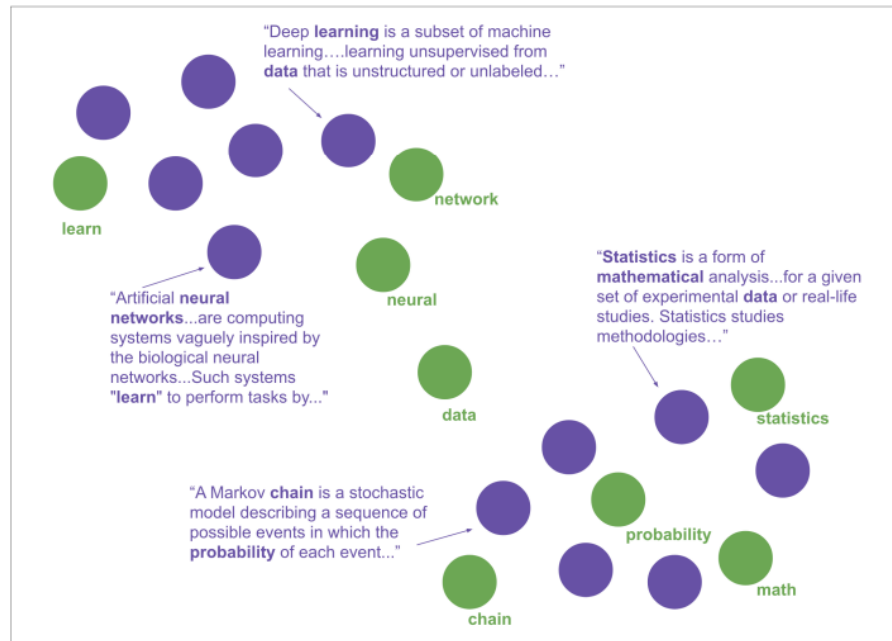 “Deep learning is a subset of machine
learning….learning unsupervised from
data that is unstructured or unlabeled…”
network
learn
neural
“Artificial neural
networks...are computing
systems vaguely inspired by
the biological neural
networks...Such systems
"learn" to perform tasks by..."
“Statistics is a form of
mathematical analysis...for a given
set of experimental data or real-life
studies. Statistics studies
methodologies…”
data
statistics
“A Markov chain is a stochastic
model describing a sequence of
possible events in which the
probability of each event...”
probability
math
chain